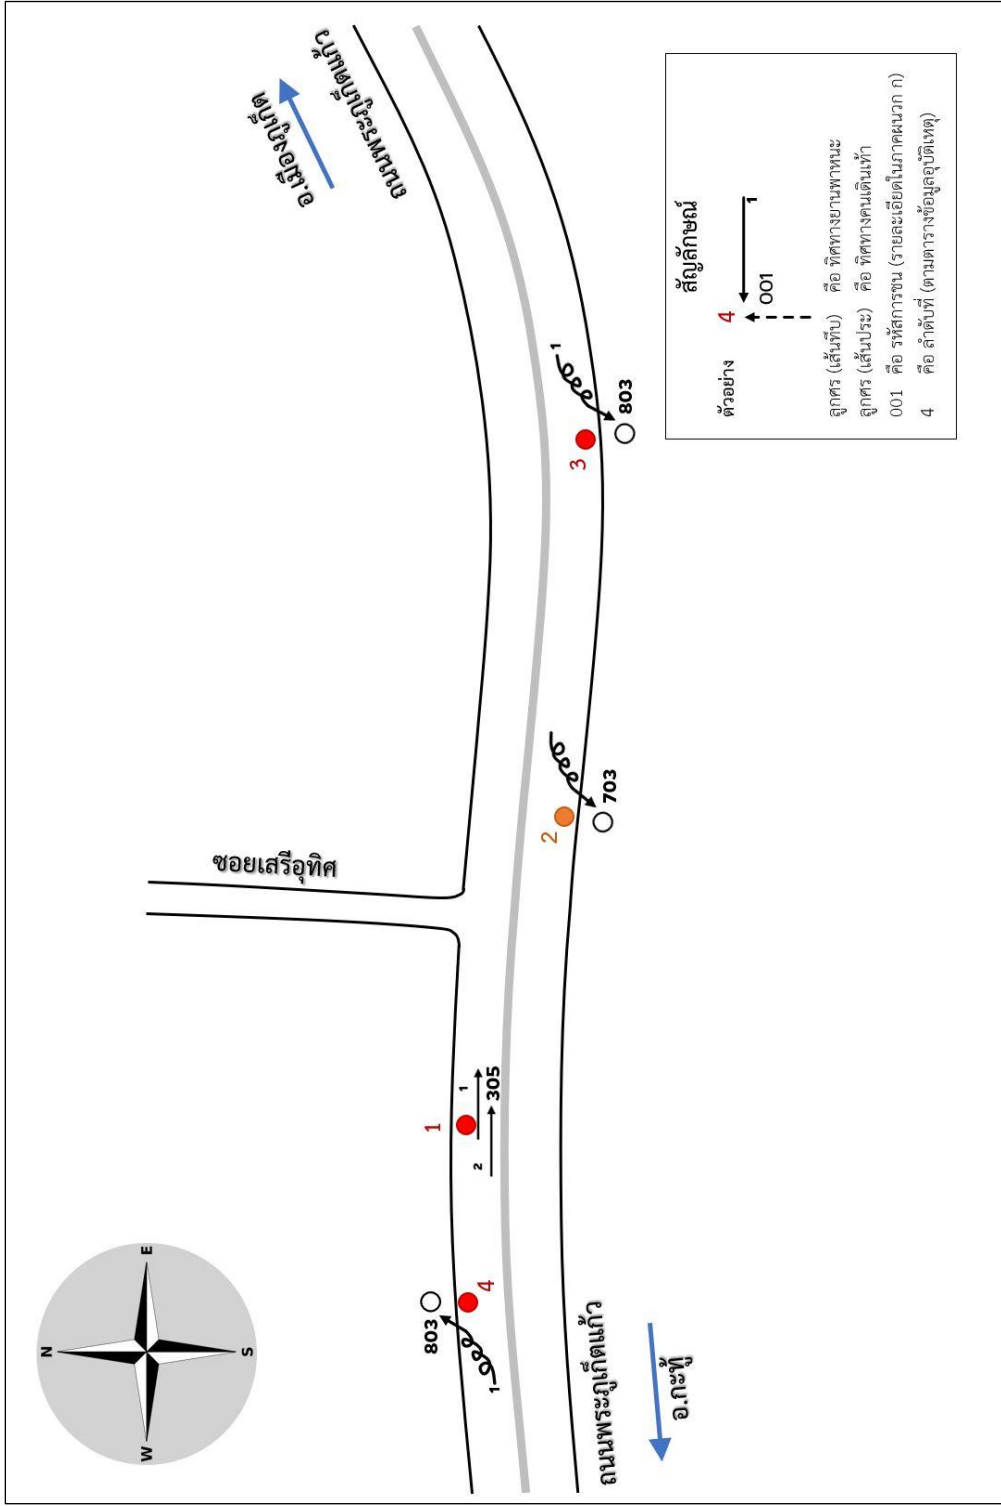 N
E
S
W
อ.เมืองภูเก็ต
ถนนพระภูเก็ตแก้ว
ซอยเสรีอุทิศ
803
4
1
1
1
2
305
2
703
3
1
803
ถนนพระภูเก็ตแก้ว
อ.กะทู้
สัญลักษณ์
ตัวอย่าง
4
001
1
ลูกศร (เส้นทึบ) คือ ทิศทางยานพาหนะ
ลูกศร (เส้นประ) คือ ทิศทางคนเดินเท้า
001 คือ รหัสการชน (รายละเอียดในภาคผนวก ก)
4 คือ ลำดับที่ (ตามตารางข้อมูลอุบัติเหตุ)